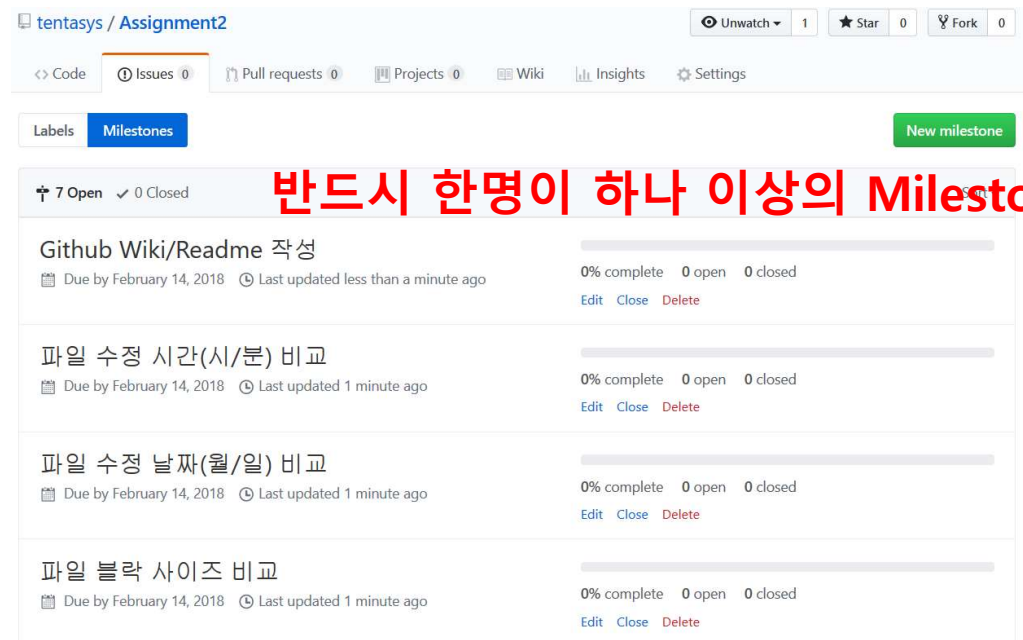 tentasys / Assignment2 Unwatch 1 Star 0 Fork 0
Code Issues 0 Pull requests 0 Projects 0 Wiki Insights Settings
Labels Milestones New milestone
7 Open 0 Closed
반드시 한명이 하나 이상의
Github Wiki/Readme 작성
Due by February 14, 2018 Last updated less than a minute ago
0% complete 0 open 0 closed
Edit Close Delete
파일 수정 시간(시/분) 비교
Due by February 14, 2018 Last updated 1 minute ago
0% complete 0 open 0 closed
Edit Close Delete
파일 수정 날짜(월/일) 비교
Due by February 14, 2018 Last updated 1 minute ago
0% complete 0 open 0 closed
Edit Close Delete
파일 블락 사이즈 비교
Due by February 14, 2018 Last updated 1 minute ago
0% complete 0 open 0 closed
Edit Close Delete